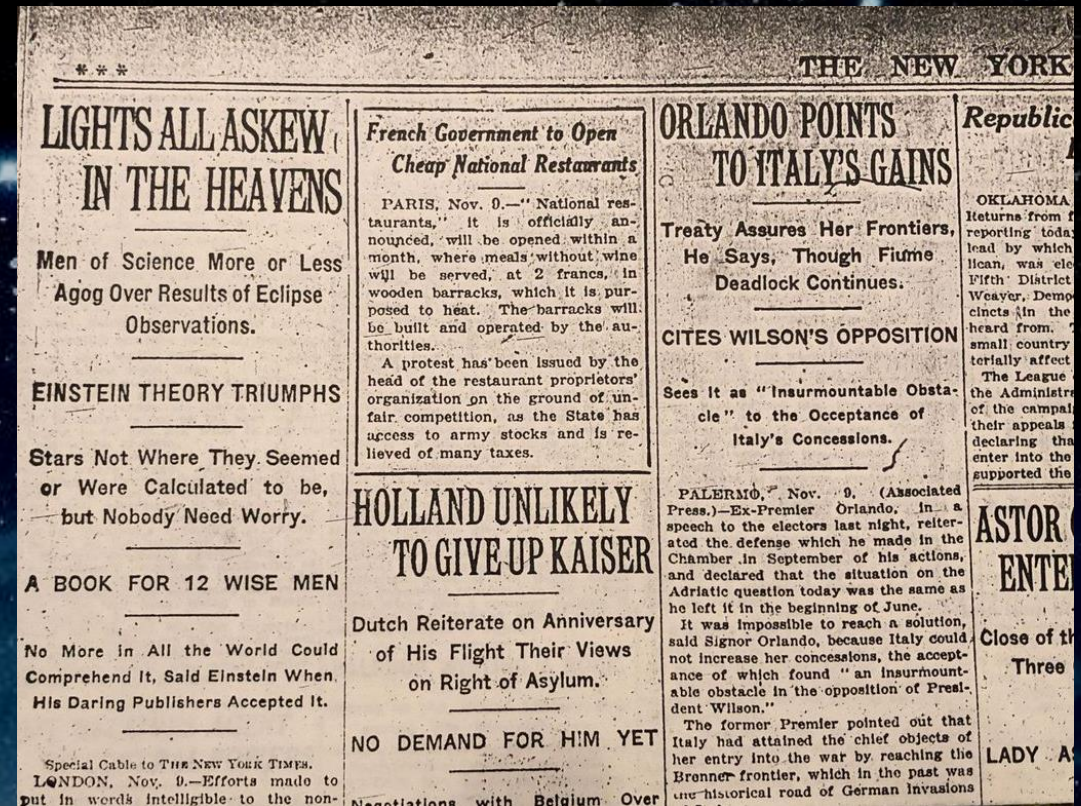 ***
THE NEW YORK
LIGHTS ALL ASKEW
IN THE HEAVENS
Men of Science More or Less
Agog Over Results of Eclipse
Observations.
EINSTEIN THEORY TRIUMPHS
Stars Not Where They Seemed
or Were Calculated to be,
but Nobody Need Worry.
A BOOK FOR 12 WISE MEN
No More in All the World Could
Comprehend It, Said Einstein When
His Daring Publishers Accepted It.
Special Cable to THE NEW YORK TIMES.
LONDON, Nov. 9.—Efforts made to
put in words intelligible to the non-
French Government to Open
Cheap National Restaurants
PARIS, Nov. 9.—" National res-
taurants," it is officially an-
nounced, will be opened within a
month, where meals without wine
will be served, at 2 francs, in
wooden barracks, which it is pur-
posed to heat. The barracks will
be built and operated by the au-
thorities.
A protest has been issued by the
head of the restaurant proprietors'
organization on the ground of un-
fair competition, as the State has
access to army stocks and is re-
lieved of many taxes.
HOLLAND UNLIKELY
TO GIVE UP KAISER
Dutch Reiterate on Anniversary
of His Flight Their Views
on Right of Asylum.
NO DEMAND FOR HIM YET
Negotiations with Belgium Over
ORLANDO POINTS
TO ITALY'S GAINS
Treaty Assures Her Frontiers,
He Says, Though Fiume
Deadlock Continues.
CITES WILSON'S OPPOSITION
Sees It as "Insurmountable Obsta-
cle" to the Occeptance of
Italy's Concessions.
PALERMO, Nov. 9, (Associated
Press.)—Ex-Premier Orlando, in a
speech to the electors last night, reiter-
ated the defense which he made in the
Chamber in September of his actions,
and declared that the situation on the
Adriatic question today was the same as
he left it in the beginning of June.
It was impossible to reach a solution,
said Signor Orlando, because Italy could
not increase her concessions, the accept-
ance of which found " an insurmount-
able obstacle in the opposition of Presi-
dent Wilson."
The former Premier pointed out that
Italy had attained the chief objects of
her entry into the war by reaching the
Brenner frontier, which in the past was
the historical road of German invasions
Republic
OKLAHOMA
Returns from f
reporting toda
lead by which
lican, was ele
Fifth District
Weaver, Demo
cincts in the
heard from. T
small country
terially affect
The League
the Administr
of the campai
their appeals
declaring tha
enter into the
supported the
ASTOR
ENTE
Close of th
Three
LADY AS